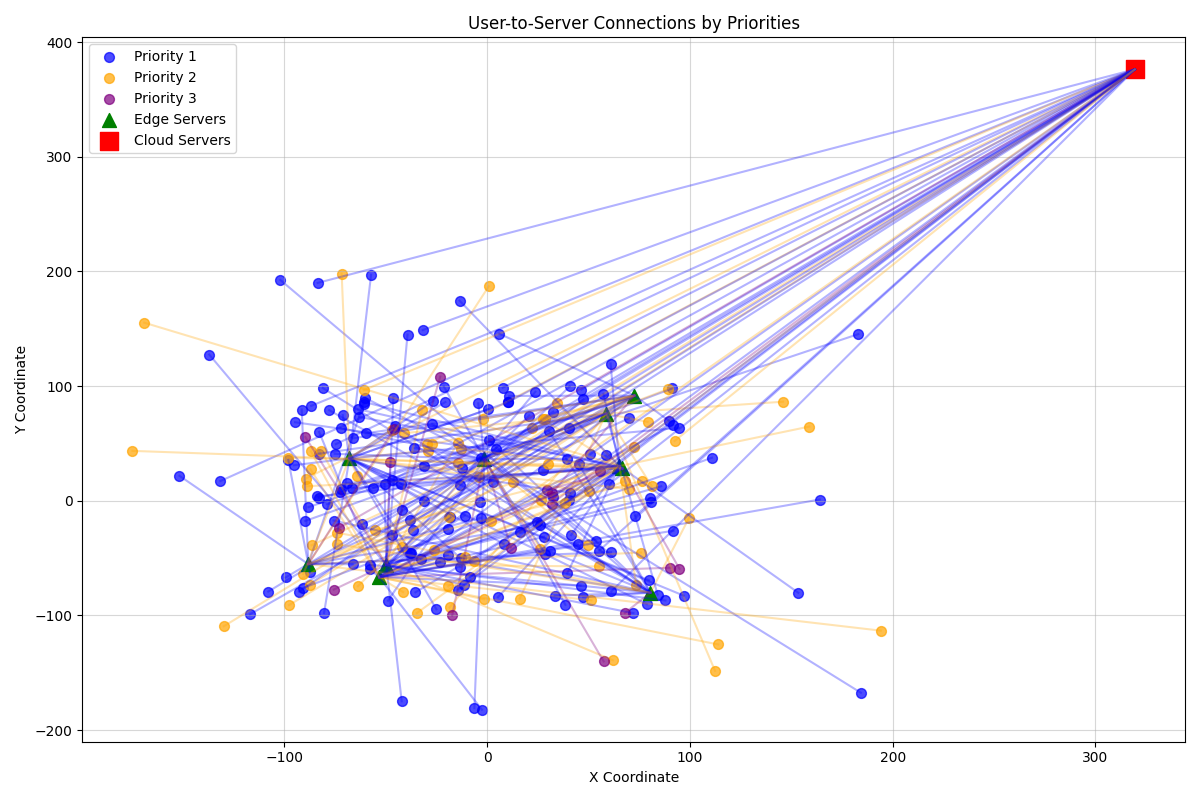 User-to-Server Connections by Priorities
Priority 1
Priority 2
Priority 3
Edge Servers
Cloud Servers
Y Coordinate
400
300
200
100
0
−100
−200
−100
0
100
200
300
X Coordinate